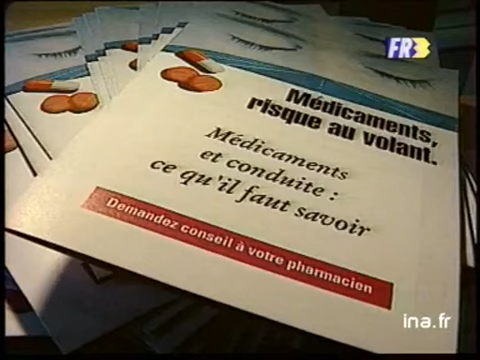 FR3
Médicaments,
risque au volant.
Médicaments
et conduite :
ce qu'il faut savoir
Demandez conseil à votre pharmacien
ina.fr